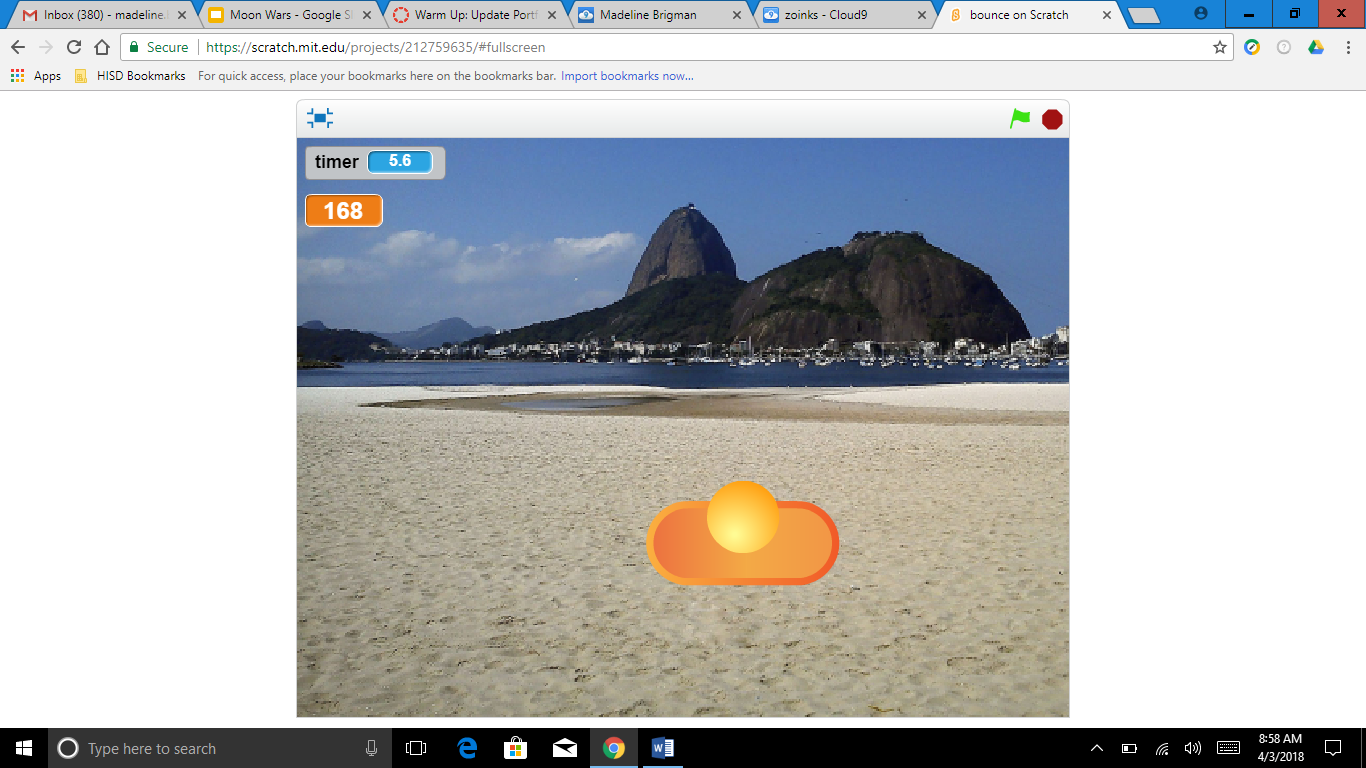 Inbox (380) - madeline.
Moon Wars - Google Sl
Warm Up: Update Portf
Madeline Brigman
zoinks - Cloud9
bounce on Scratch
Secure https://scratch.mit.edu/projects/212759635/#fullscreen
Apps HISD Bookmarks For quick access, place your bookmarks here on the bookmarks bar. Import bookmarks now...
timer 5.6
168
Type here to search
8:58 AM
4/3/2018